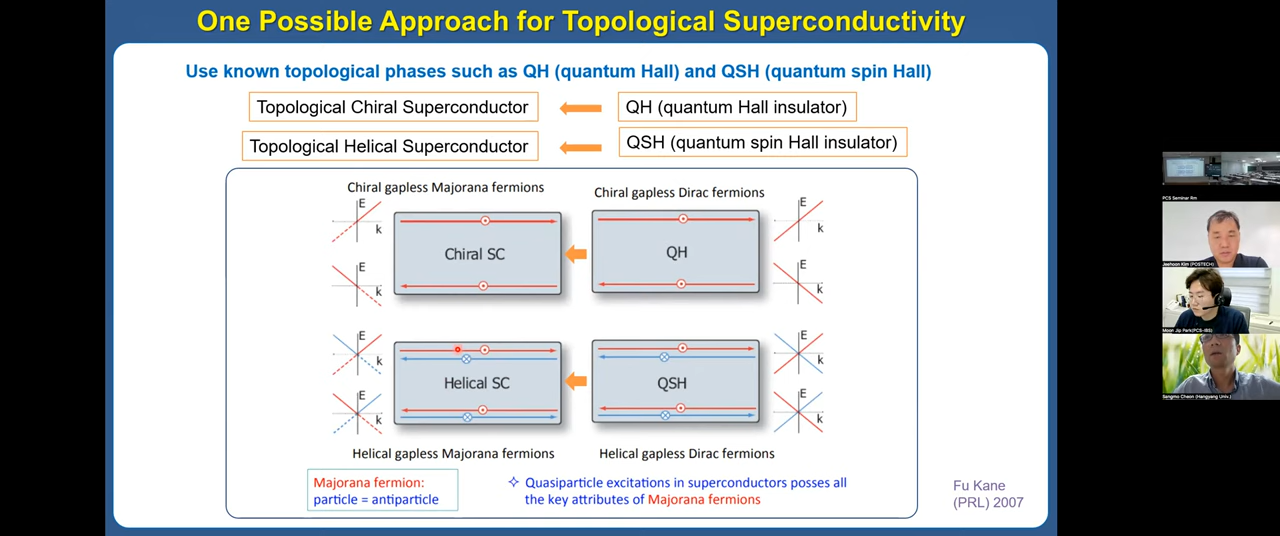 One Possible Approach for Topological Superconductivity
Use known topological phases such as QH (quantum Hall) and QSH (quantum spin Hall)
Topological Chiral Superconductor
QH (quantum Hall insulator)
Topological Helical Superconductor
QSH (quantum spin Hall insulator)
Chiral gapless Majorana fermions
Chiral gapless Dirac fermions
E
k
Chiral SC
QH
E
k
E
k
E
k
E
k
Helical SC
QSH
E
k
E
k
E
k
Helical gapless Majorana fermions
Helical gapless Dirac fermions
Majorana fermion:
particle = antiparticle
Quasiparticle excitations in superconductors posses all
the key attributes of Majorana fermions
Fu Kane
(PRL) 2007
PCS Seminar Rm
Jaehoon Kim (POSTECH)
Moon Jip Park(PCS-IBS)
Sangmo Cheon (Hangyang Univ.)